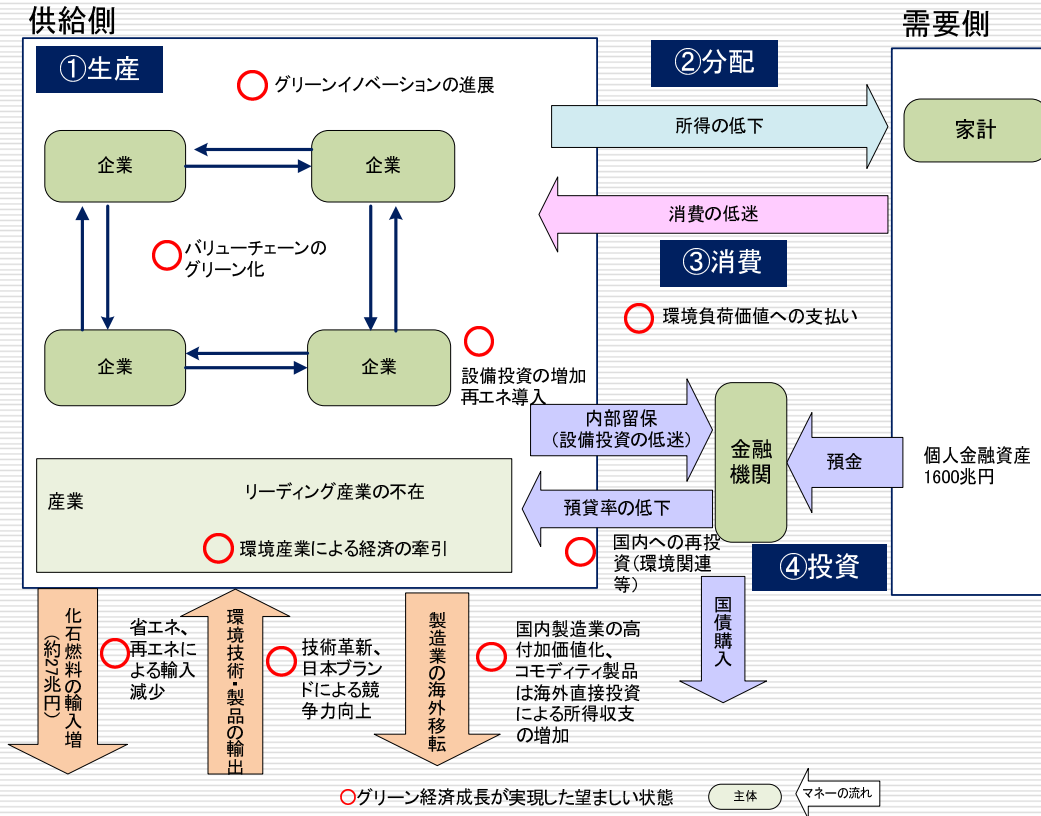 供給側
需要側
①生産
②分配
グリーンイノベーションの進展
所得の低下
家計
企業
企業
消費の低迷
バリューチェーンの
グリーン化
③消費
環境負荷価値への支払い
企業
企業
設備投資の増加
再エネ導入
内部留保
（設備投資の低迷）
金融
機関
預金
個人金融資産
1600兆円
産業
リーディング産業の不在
預貸率の低下
環境産業による経済の牽引
国内への再投
資（環境関連
等）
④投資
化石燃料の輸入増
（約27兆円）
省エネ、
再エネに
よる輸入
減少
環境技術・製品の輸出
技術革新、
日本ブラン
ドによる競
争力向上
製造業の海外移転
国内製造業の高
付加価値化、
コモディティ製品
は海外直接投資
による所得収支
の増加
国債購入
○グリーン経済成長が実現した望ましい状態
主体
マネーの流れ